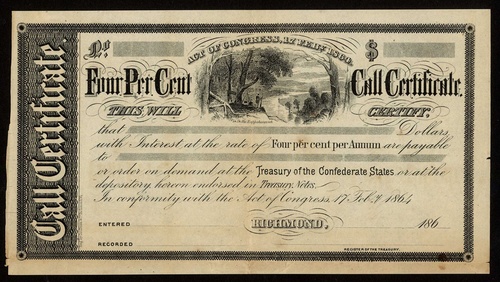 Call Certificate.
No.
ACT OF CONGRESS, 17 FEBY. 1864.
$
Four Per Cent
Call Certificate.
THIS WILL
CERTIFY,
that Dollars
with Interest at the rate of Four per cent per Annum are payable
to
or order on demand at the Treasury of the Confederate States or at the
depository, hereon endorsed in Treasury Notes.
In conformity with the Act of Congress, 17 Feby. 1864
RICHMOND, 186
ENTERED
RECORDED
REGISTER OF THE TREASURY.